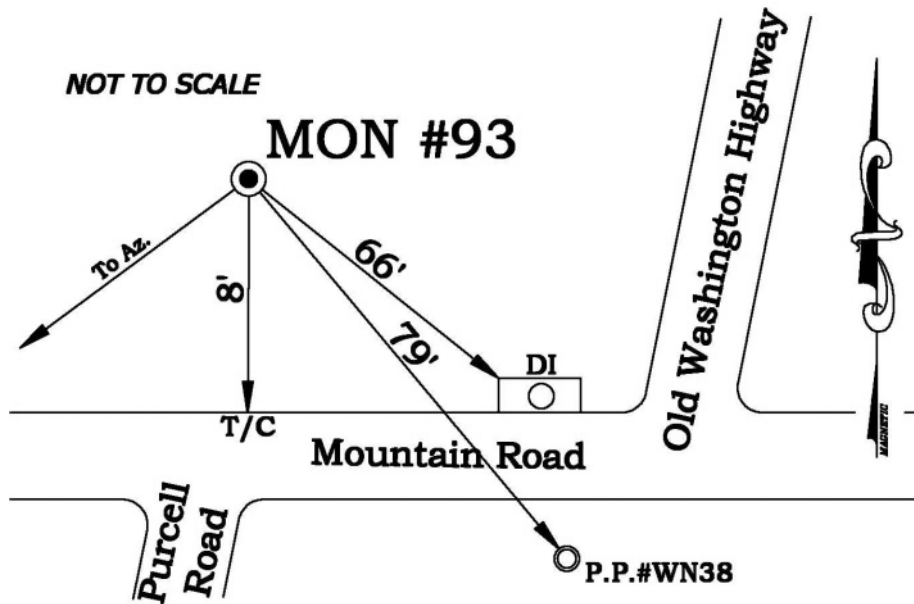 NOT TO SCALE
MON #93
Old Washington Highway
To Az.
8'
66'
79'
DI
T/C
Mountain Road
MAGNETIC
Purcell
Road
P.P.#WN38